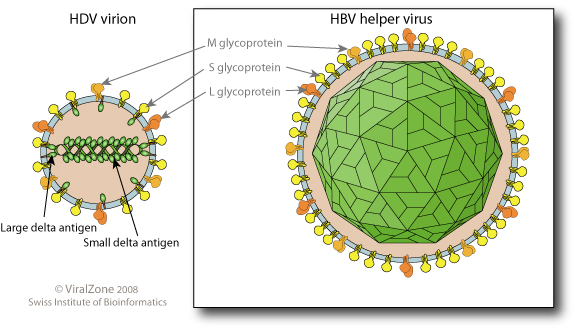 HDV virion
HBV helper virus
M glycoprotein
S glycoprotein
L glycoprotein
Large delta antigen
Small delta antigen
© ViralZone 2008
Swiss Institute of Bioinformatics